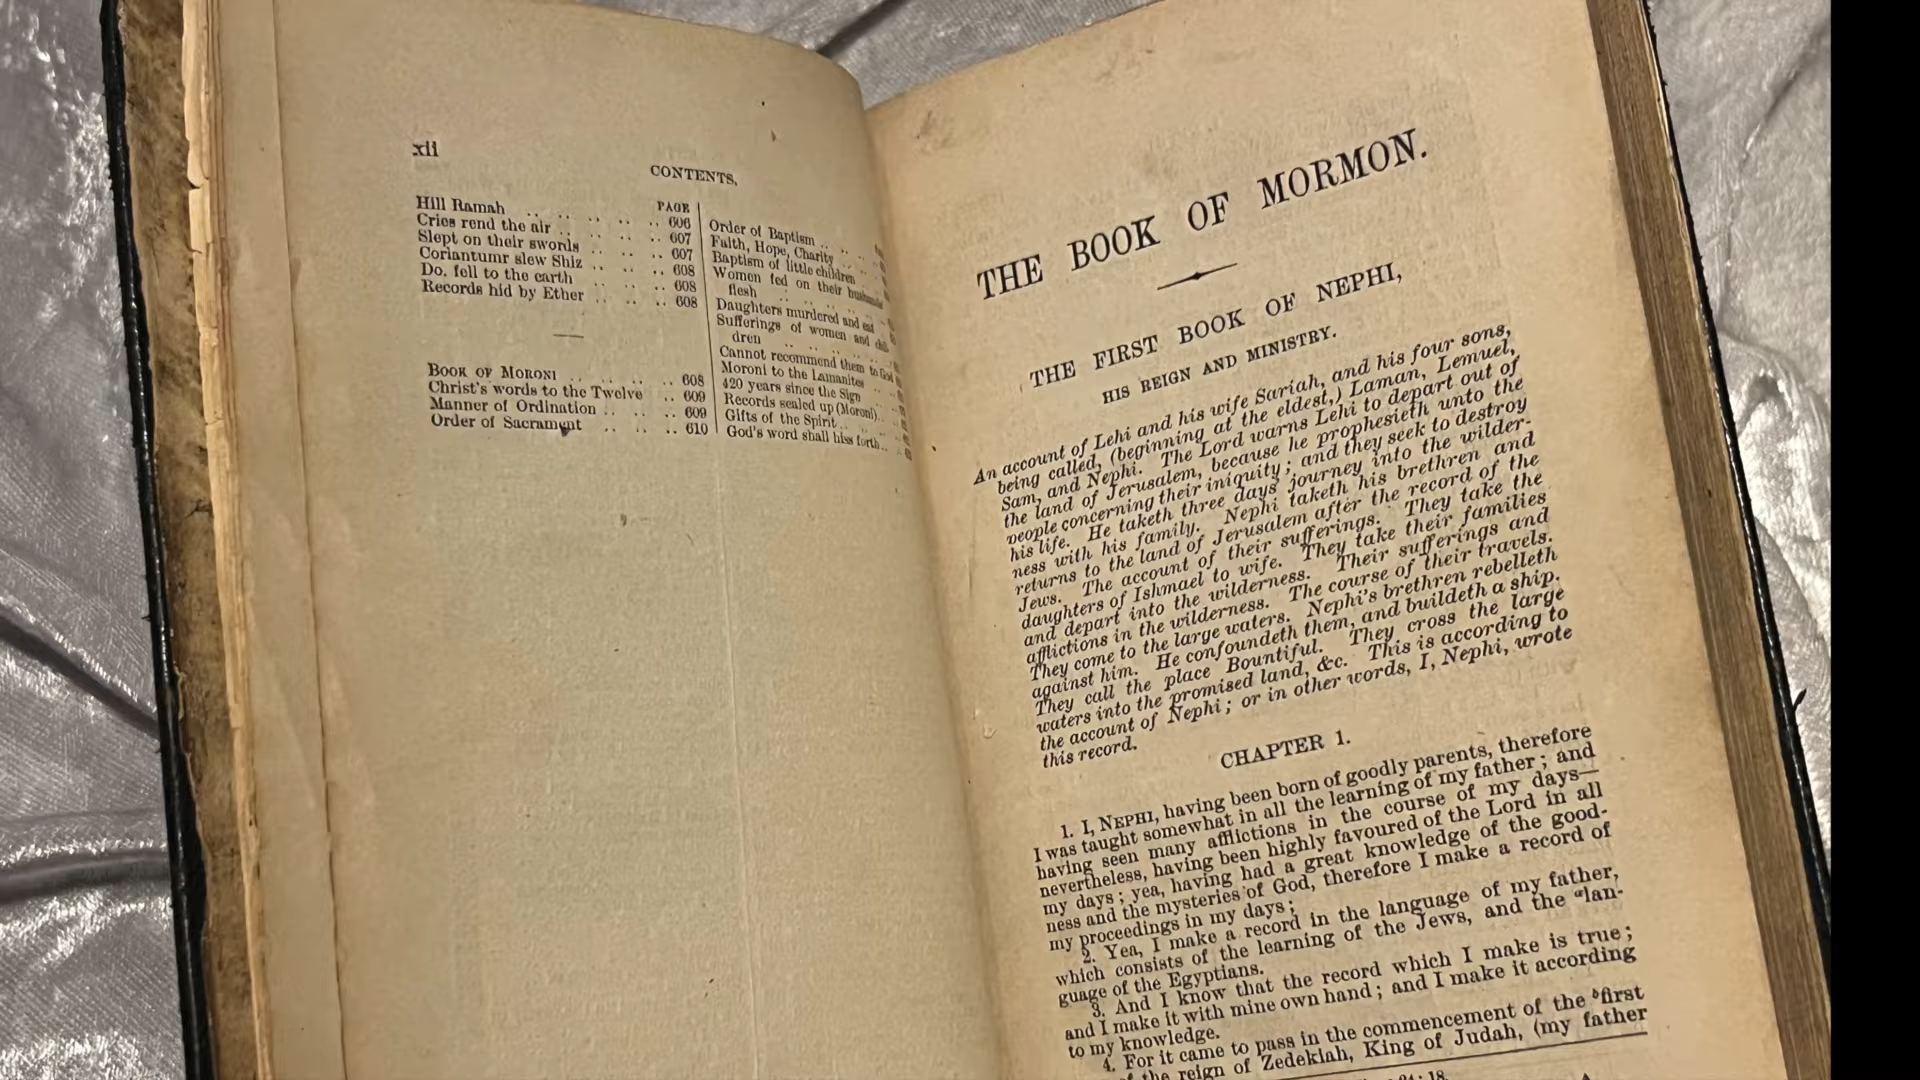 xii
CONTENTS,
PAGE
Hill Ramah .. .. .. .. .. 606
Cries rend the air .. .. .. .. 607
Slept on their swords .. .. .. 607
Coriantumr slew Shiz .. .. .. 608
Do. fell to the earth .. .. .. 608
Records hid by Ether .. .. .. 608
BOOK OF MORONI .. .. .. .. 608
Christ's words to the Twelve .. 609
Manner of Ordination .. .. .. 609
Order of Sacrament .. .. .. 610
Order of Baptism .. .. ..
Faith, Hope, Charity .. ..
Baptism of little children ..
Women fed on their husbands'
flesh .. .. .. ..
Daughters murdered and eat ..
Sufferings of women and chil-
dren .. .. .. ..
Cannot recommend them to God
Moroni to the Lamanites ..
420 years since the Sign ..
Records sealed up (Moroni)..
Gifts of the Spirit .. ..
God's word shall hiss forth..
THE BOOK OF MORMON.
THE FIRST BOOK OF NEPHI,
HIS REIGN AND MINISTRY.
An account of Lehi and his wife Sariah, and his four sons,
being called, (beginning at the eldest,) Laman, Lemuel,
Sam, and Nephi. The Lord warns Lehi to depart out of
the land of Jerusalem, because he prophesieth unto the
people concerning their iniquity; and they seek to destroy
his life. He taketh three days' journey into the wilder-
ness with his family. Nephi taketh his brethren and
returns to the land of Jerusalem after the record of the
Jews. The account of their sufferings. They take the
daughters of Ishmael to wife. They take their families
and depart into the wilderness. Their sufferings and
afflictions in the wilderness. The course of their travels.
They come to the large waters. Nephi's brethren rebelleth
against him. He confoundeth them, and buildeth a ship.
They call the place Bountiful. They cross the large
waters into the promised land, &c. This is according to
the account of Nephi; or in other words, I, Nephi, wrote
this record.
CHAPTER 1.
1. I, NEPHI, having been born of goodly parents, therefore
I was taught somewhat in all the learning of my father; and
having seen many afflictions in the course of my days—
nevertheless, having been highly favoured of the Lord in all
my days; yea, having had a great knowledge of the good-
ness and the mysteries of God, therefore I make a record of
my proceedings in my days;
2. Yea, I make a record in the language of my father,
which consists of the learning of the Jews, and the alan-
guage of the Egyptians.
3. And I know that the record which I make is true;
and I make it with mine own hand; and I make it according
to my knowledge.
4. For it came to pass in the commencement of the bfirst
of the reign of Zedekiah, King of Judah, (my father